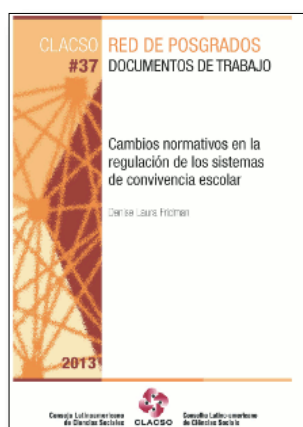 CLACSO RED DE POSGRADOS
#37 DOCUMENTOS DE TRABAJO
Cambios normativos en la
regulación de los sistemas
de convivencia escolar
Denise Laura Fridman
2013
Consejo Latinoamericano
de Ciencias Sociales
CLACSO
Conselho Latino-americano
de Ciências Sociais